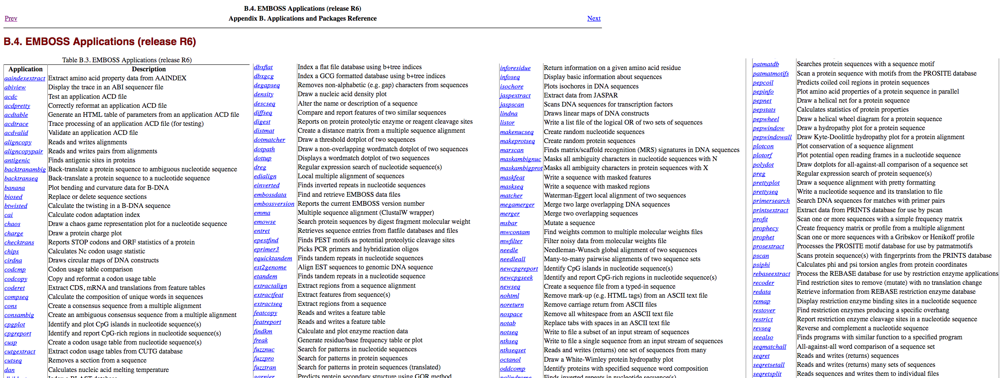 B.4. EMBOSS Applications (release R6)
Prev Appendix B. Applications and Packages Reference Next
B.4. EMBOSS Applications (release R6)
Table B.3. EMBOSS Applications (release R6)
Application Description
aaindexextract Extract amino acid property data from AAINDEX
abiview Display the trace in an ABI sequencer file
acdc Test an application ACD file
acdpretty Correctly reformat an application ACD file
acdtable Generate an HTML table of parameters from an application ACD file
acdtrace Trace processing of an application ACD file (for testing)
acdvalid Validate an application ACD file
aligncopy Reads and writes alignments
aligncopypair Reads and writes pairs from alignments
antigenic Finds antigenic sites in proteins
backtranambig Back-translate a protein sequence to ambiguous nucleotide sequence
backtranseq Back-translate a protein sequence to a nucleotide sequence
banana Plot bending and curvature data for B-DNA
biosed Replace or delete sequence sections
btwisted Calculate the twisting in a B-DNA sequence
cai Calculate codon adaptation index
chaos Draw a chaos game representation plot for a nucleotide sequence
charge Draw a protein charge plot
checktrans Reports STOP codons and ORF statistics of a protein
chips Calculates Nc codon usage statistic
cirdna Draws circular maps of DNA constructs
codcmp Codon usage table comparison
codcopy Copy and reformat a codon usage table
coderet Extract CDS, mRNA and translations from feature tables
compseq Calculate the composition of unique words in sequences
cons Create a consensus sequence from a multiple alignment
consambig Create an ambiguous consensus sequence from a multiple alignment
cpgplot Identify and plot CpG islands in nucleotide sequence(s)
cpgreport Identify and report CpG-rich regions in nucleotide sequence(s)
cusp Create a codon usage table from nucleotide sequence(s)
cutgextract Extract codon usage tables from CUTG database
cutseq Removes a section from a sequence
dan Calculates nucleic acid melting temperature
dbxflat Index a flat file database using b+tree indices
dbxgcg Index a GCG formatted database using b+tree indices
degapseq Removes non-alphabetic (e.g. gap) characters from sequences
density Draw a nucleic acid density plot
descseq Alter the name or description of a sequence
diffseq Compare and report features of two similar sequences
digest Reports on protein proteolytic enzyme or reagent cleavage sites
distmat Create a distance matrix from a multiple sequence alignment
dotmatcher Draw a threshold dotplot of two sequences
dotpath Draw a non-overlapping wordmatch dotplot of two sequences
dottup Displays a wordmatch dotplot of two sequences
dreg Regular expression search of nucleotide sequence(s)
edialign Local multiple alignment of sequences
einverted Finds inverted repeats in nucleotide sequences
embossdata Find and retrieve EMBOSS data files
embossversion Reports the current EMBOSS version number
emma Multiple sequence alignment (ClustalW wrapper)
emowse Search protein sequences by digest fragment molecular weight
entret Retrieves sequence entries from flatfile databases and files
epestfind Finds PEST motifs as potential proteolytic cleavage sites
eprimer3 Picks PCR primers and hybridization oligos
equicktandem Finds tandem repeats in nucleotide sequences
est2genome Align EST sequences to genomic DNA sequence
etandem Finds tandem repeats in a nucleotide sequence
extractalign Extract regions from a sequence alignment
extractfeat Extract features from sequence(s)
extractseq Extract regions from a sequence
featcopy Reads and writes a feature table
featreport Reads and writes a feature table
findkm Calculate and plot enzyme reaction data
freak Generate residue/base frequency table or plot
fuzznuc Search for patterns in nucleotide sequences
fuzzpro Search for patterns in protein sequences
fuzztran Search for patterns in protein sequences (translated)
garnier Predicts protein secondary structure using GOR method
inforesidue Return information on a given amino acid residue
infoseq Display basic information about sequences
isochore Plots isochores in DNA sequences
jaspextract Extract data from JASPAR
jaspscan Scans DNA sequences for transcription factors
lindna Draws linear maps of DNA constructs
listor Write a list file of the logical OR of two sets of sequences
makenucseq Create random nucleotide sequences
makeprotseq Create random protein sequences
marscan Finds matrix/scaffold recognition (MRS) signatures in DNA sequences
maskambignuc Masks all ambiguity characters in nucleotide sequences with N
maskambigprot Masks all ambiguity characters in protein sequences with X
maskfeat Write a sequence with masked features
maskseq Write a sequence with masked regions
matcher Waterman-Eggert local alignment of two sequences
megamerger Merge two large overlapping DNA sequences
merger Merge two overlapping sequences
msbar Mutate a sequence
mwcontam Find weights common to multiple molecular weights files
mwfilter Filter noisy data from molecular weights file
needle Needleman-Wunsch global alignment of two sequences
needleall Many-to-many pairwise alignments of two sequence sets
newcpgreport Identify CpG islands in nucleotide sequence(s)
newcpgseek Identify and report CpG-rich regions in nucleotide sequence(s)
newseq Create a sequence file from a typed-in sequence
nohtml Remove mark-up (e.g. HTML tags) from an ASCII text file
noreturn Remove carriage return from ASCII files
nospace Remove all whitespace from an ASCII text file
notab Replace tabs with spaces in an ASCII text file
notseq Write to file a subset of an input stream of sequences
nthseq Write to file a single sequence from an input stream of sequences
nthseqset Reads and writes (returns) one set of sequences from many
octanol Draw a White-Wimley protein hydropathy plot
oddcomp Identify proteins with specified sequence word composition
palindrome Finds inverted repeats in nucleotide sequence(s)
patmatdb Searches protein sequences with a sequence motif
patmatmotifs Scan a protein sequence with motifs from the PROSITE database
pepcoil Predicts coiled coil regions in protein sequences
pepinfo Plot amino acid properties of a protein sequence in parallel
pepnet Draw a helical net for a protein sequence
pepstats Calculates statistics of protein properties
pepwheel Draw a helical wheel diagram for a protein sequence
pepwindow Draw a hydropathy plot for a protein sequence
pepwindowall Draw Kyte-Doolittle hydropathy plot for a protein alignment
plotcon Plot conservation of a sequence alignment
plotorf Plot potential open reading frames in a nucleotide sequence
polydot Draw dotplots for all-against-all comparison of a sequence set
preg Regular expression search of protein sequence(s)
prettyplot Draw a sequence alignment with pretty formatting
prettyseq Write a nucleotide sequence and its translation to file
primersearch Search DNA sequences for matches with primer pairs
printsextract Extract data from PRINTS database for use by pscan
profit Scan one or more sequences with a simple frequency matrix
prophecy Create frequency matrix or profile from a multiple alignment
prophet Scan one or more sequences with a Gribskov or Henikoff profile
prosextract Processes the PROSITE motif database for use by patmatmotifs
pscan Scans protein sequence(s) with fingerprints from the PRINTS database
psiphi Calculates phi and psi torsion angles from protein coordinates
rebaseextract Process the REBASE database for use by restriction enzyme applications
recoder Find restriction sites to remove (mutate) with no translation change
redata Retrieve information from REBASE restriction enzyme database
remap Display restriction enzyme binding sites in a nucleotide sequence
restover Find restriction enzymes producing a specific overhang
restrict Report restriction enzyme cleavage sites in a nucleotide sequence
revseq Reverse and complement a nucleotide sequence
seealso Finds programs with similar function to a specified program
seqmatchall All-against-all word comparison of a sequence set
seqret Reads and writes (returns) sequences
seqretsetall Reads and writes (returns) many sets of sequences
seqretsplit Reads sequences and writes them to individual files